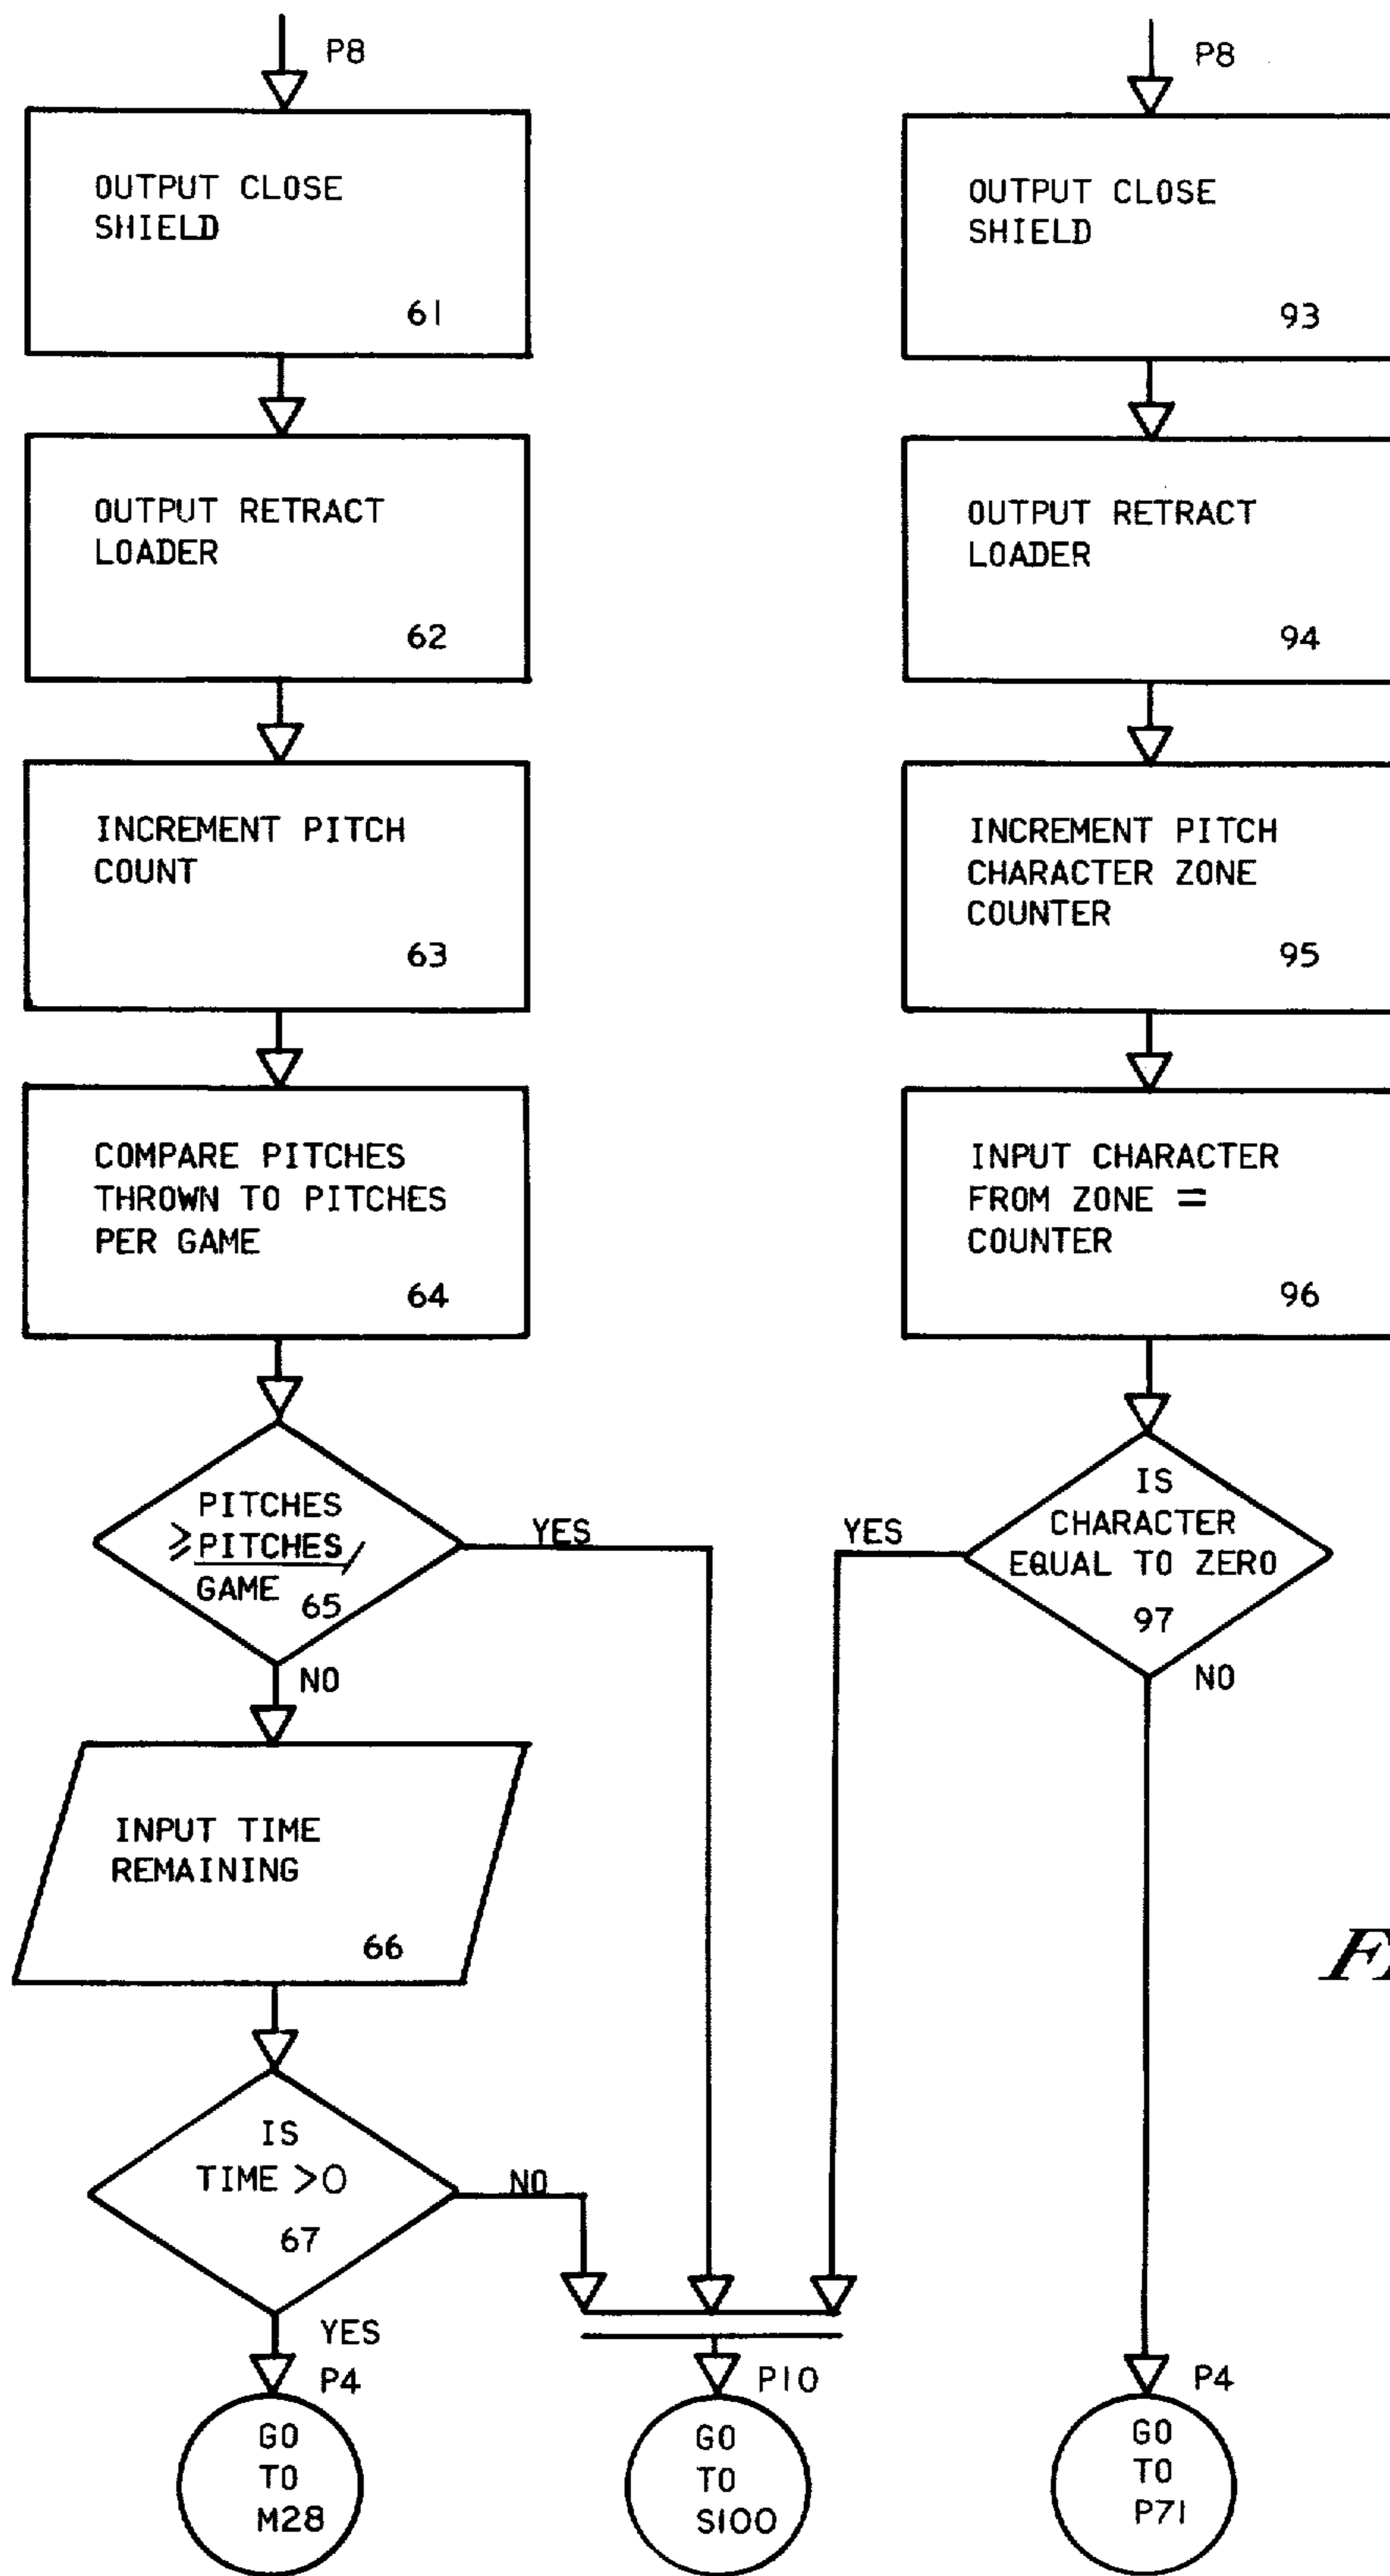 P8
OUTPUT CLOSE
SHIELD
61
OUTPUT RETRACT
LOADER
62
INCREMENT PITCH
COUNT
63
COMPARE PITCHES
THROWN TO PITCHES
PER GAME
64
PITCHES
≥PITCHES/
GAME 65
YES
NO
INPUT TIME
REMAINING
66
IS
TIME >0
67
NO
YES
P4
GO
TO
M28
P10
GO
TO
S100
P8
OUTPUT CLOSE
SHIELD
93
OUTPUT RETRACT
LOADER
94
INCREMENT PITCH
CHARACTER ZONE
COUNTER
95
INPUT CHARACTER
FROM ZONE =
COUNTER
96
IS
CHARACTER
EQUAL TO ZERO
97
YES
NO
P4
GO
TO
P71